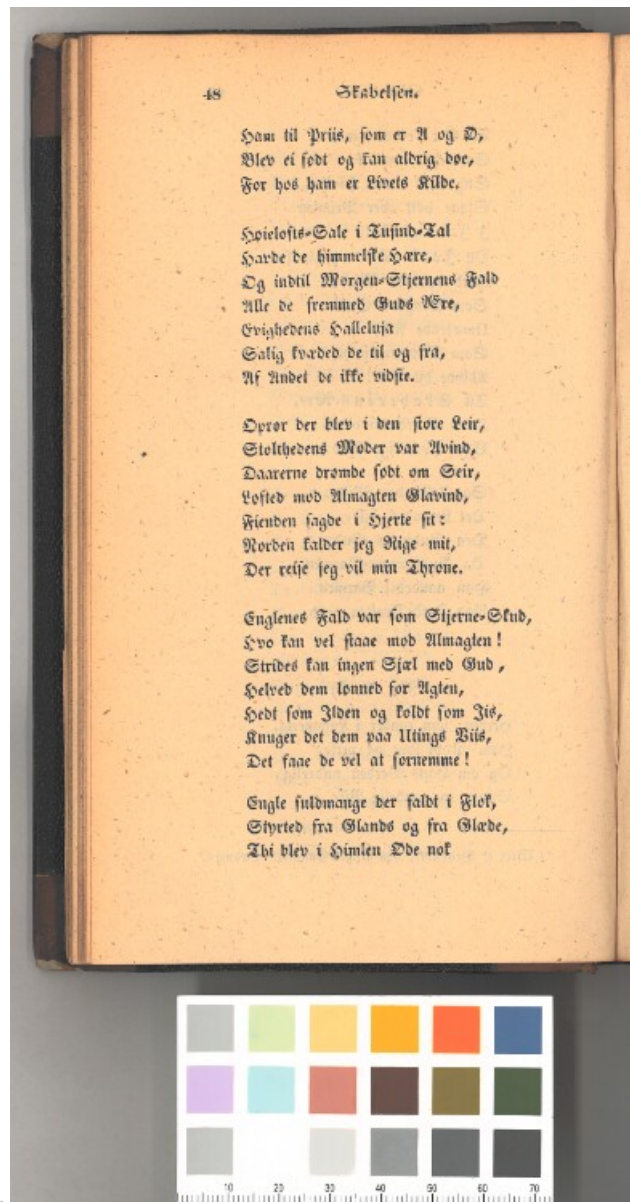 48 Skabelsen.
Ham til Priis, som er A og O,
Blev ei født og kan aldrig døe,
For hos ham er Livets Kilde.
Høielofts-Sale i Tusind-Tal
Havde de himmelske Hære,
Og indtil Morgen-Stjernens Fald
Alle de fremmed Guds Ære,
Evighedens Halleluja
Salig kvæded de til og fra,
Af Andet de ikke vidste.
Oprør der blev i den store Leir,
Stolthedens Moder var Avind,
Daarerne drømde sødt om Seir,
Løfted mod Almagten Glavind,
Fienden sagde i Hjerte sit:
Norden kalder jeg Rige mit,
Der reise jeg vil min Throne.
Englenes Fald var som Stjerne-Skud,
Hvo kan vel staae mod Almagten!
Strides kan ingen Sjæl med Gud,
Helved dem lønned for Agten,
Hedt som Ilden og koldt som Iis,
Knuger det dem paa Utings Viis,
Det faae de vel at fornemme!
Engle fuldmange der faldt i Flok,
Styrted fra Glands og fra Glæde,
Thi blev i Himlen Øde nok
10 20 30 40 50 60 70